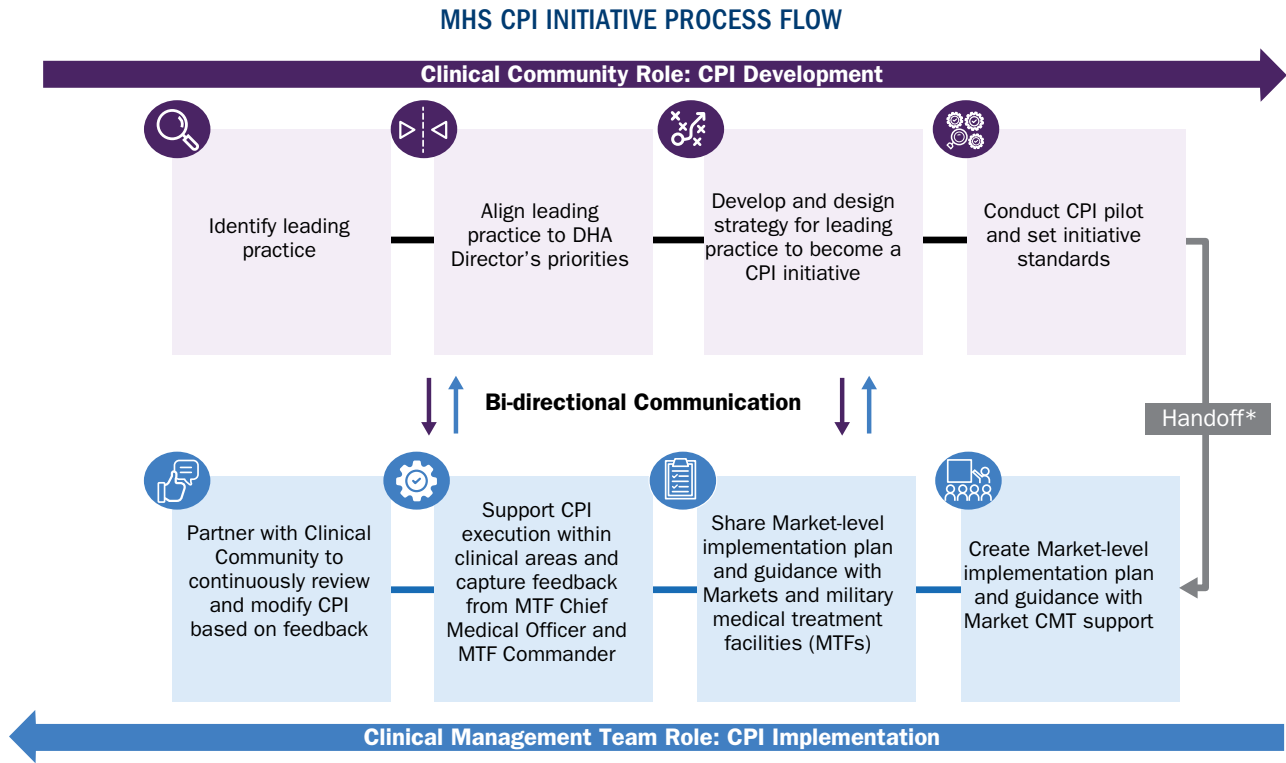 MHS CPI INITIATIVE PROCESS FLOW
Clinical Community Role: CPI Development
Identify leading
practice
Align leading
practice to DHA
Director's priorities
Develop and design
strategy for leading
practice to become a
CPI initiative
Conduct CPI pilot
and set initiative
standards
Bi-directional Communication
Handoff*
Partner with Clinical
Community to
continuously review
and modify CPI
based on feedback
Support CPI
execution within
clinical areas and
capture feedback
from MTF Chief
Medical Officer and
MTF Commander
Share Market-level
implementation plan
and guidance with
Markets and military
medical treatment
facilities (MTFs)
Create Market-level
implementation plan
and guidance with
Market CMT support
Clinical Management Team Role: CPI Implementation